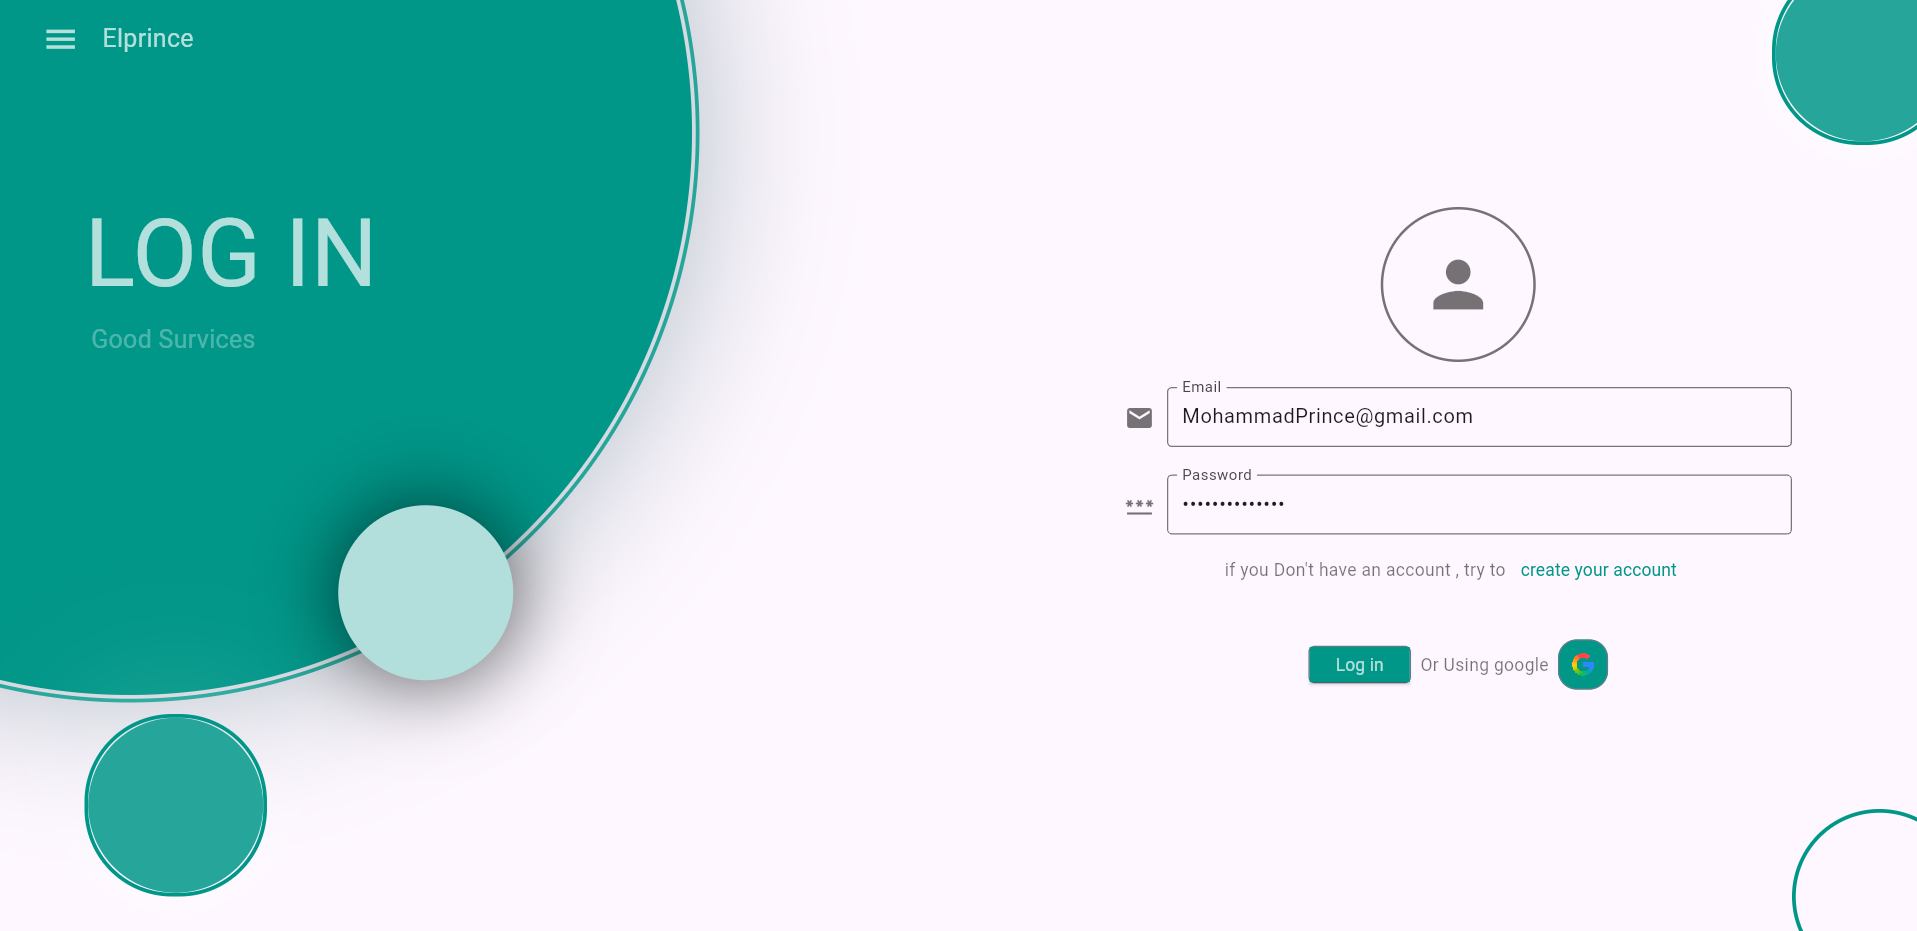 Elprince
LOG IN
Good Survices
Email
MohammadPrince@gmail.com
Password
••••••••••••••
if you Don't have an account , try to create your account
Log in Or Using google